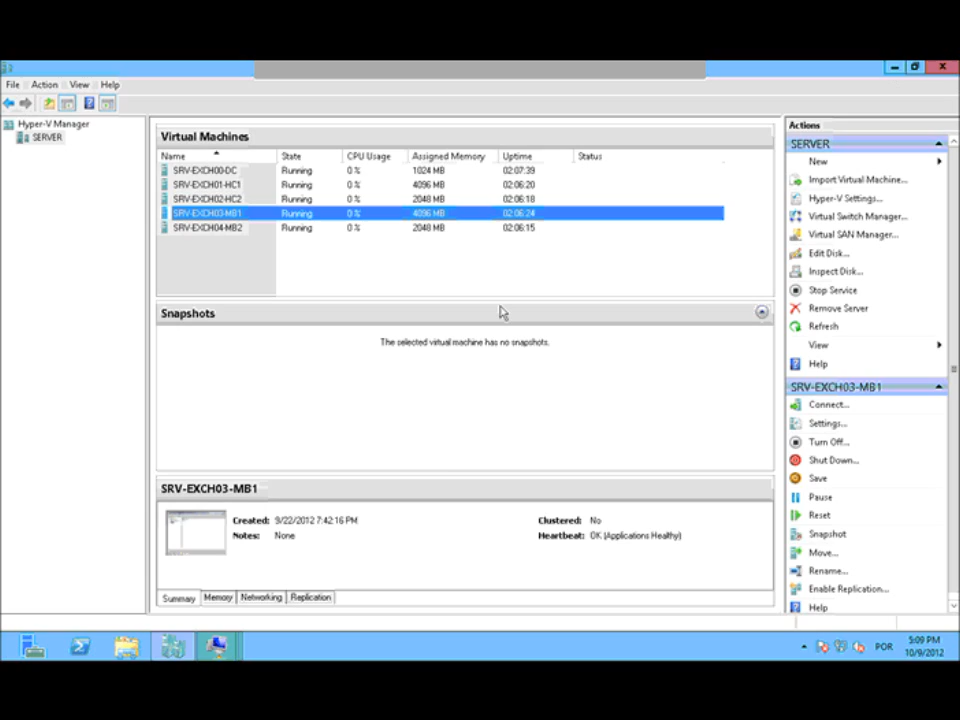 File Action View Help
Hyper-V Manager
SERVER
Virtual Machines
Name State CPU Usage Assigned Memory Uptime Status
SRV-EXCH00-DC Running 0 % 1024 MB 02:07:39
SRV-EXCH01-HC1 Running 0 % 4096 MB 02:06:20
SRV-EXCH02-HC2 Running 0 % 2048 MB 02:06:18
SRV-EXCH03-MB1 Running 0 % 4096 MB 02:06:24
SRV-EXCH04-MB2 Running 0 % 2048 MB 02:06:15
Snapshots
The selected virtual machine has no snapshots.
SRV-EXCH03-MB1
Created: 9/22/2012 7:42:16 PM
Notes: None
Clustered: No
Heartbeat: OK (Applications Healthy)
Summary Memory Networking Replication
Actions
SERVER
New
Import Virtual Machine...
Hyper-V Settings...
Virtual Switch Manager...
Virtual SAN Manager...
Edit Disk...
Inspect Disk...
Stop Service
Remove Server
Refresh
View
Help
SRV-EXCH03-MB1
Connect...
Settings...
Turn Off...
Shut Down...
Save
Pause
Reset
Snapshot
Move...
Rename...
Enable Replication...
Help
POR
5:09 PM
10/9/2012